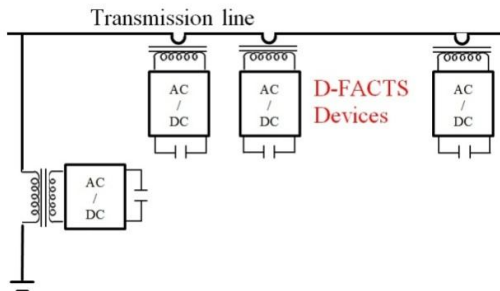 Transmission line
AC
/
DC
AC
/
DC
D-FACTS
Devices
AC
/
DC
AC
/
DC